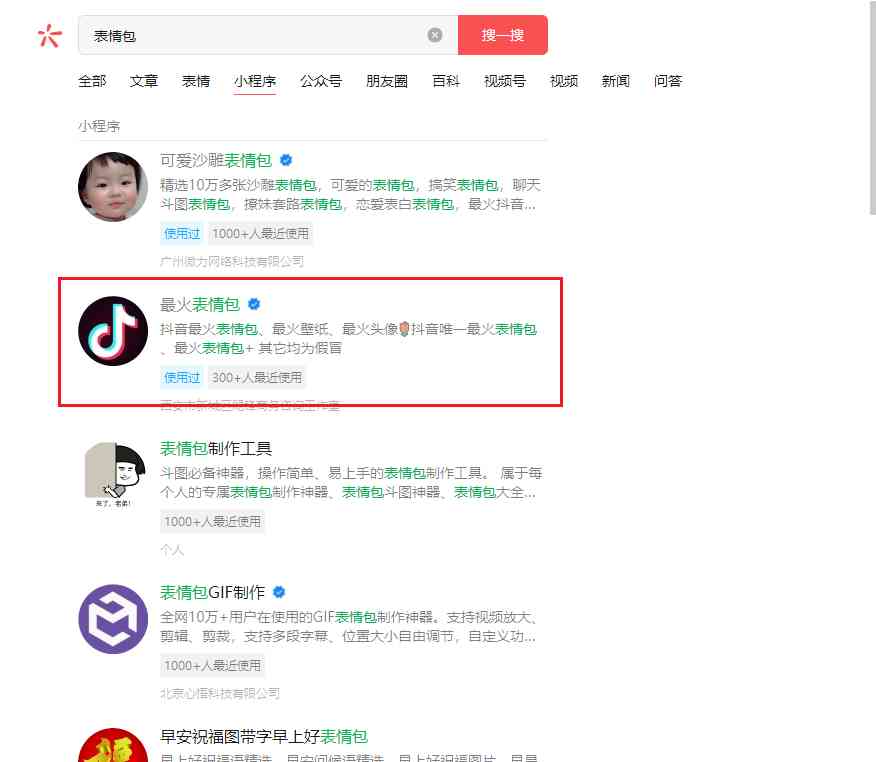 表情包
搜一搜
全部 文章 表情 小程序 公众号 朋友圈 百科 视频号 视频 新闻 问答
小程序
可爱沙雕表情包
精选10万多张沙雕表情包，可爱的表情包，搞笑表情包，聊天
斗图表情包，撩妹套路表情包，恋爱表白表情包，最火抖音...
使用过 1000+人最近使用
广州微力网络科技有限公司
最火表情包
抖音最火表情包、最火壁纸、最火头像抖音唯一最火表情包
、最火表情包+ 其它均为假冒
使用过 300+人最近使用
表情包制作工具
斗图必备神器，操作简单、易上手的表情包制作工具。 属于每
个人的专属表情包制作神器、表情包斗图神器、表情包大全...
来了，老弟！
1000+人最近使用
个人
表情包GIF制作
全网10万+用户在使用的GIF表情包制作神器。支持视频放大、
剪辑、剪裁，支持多段字幕、位置大小自由调节，自定义功...
1000+人最近使用
北京心悟科技有限公司
早安祝福图带字早上好表情包